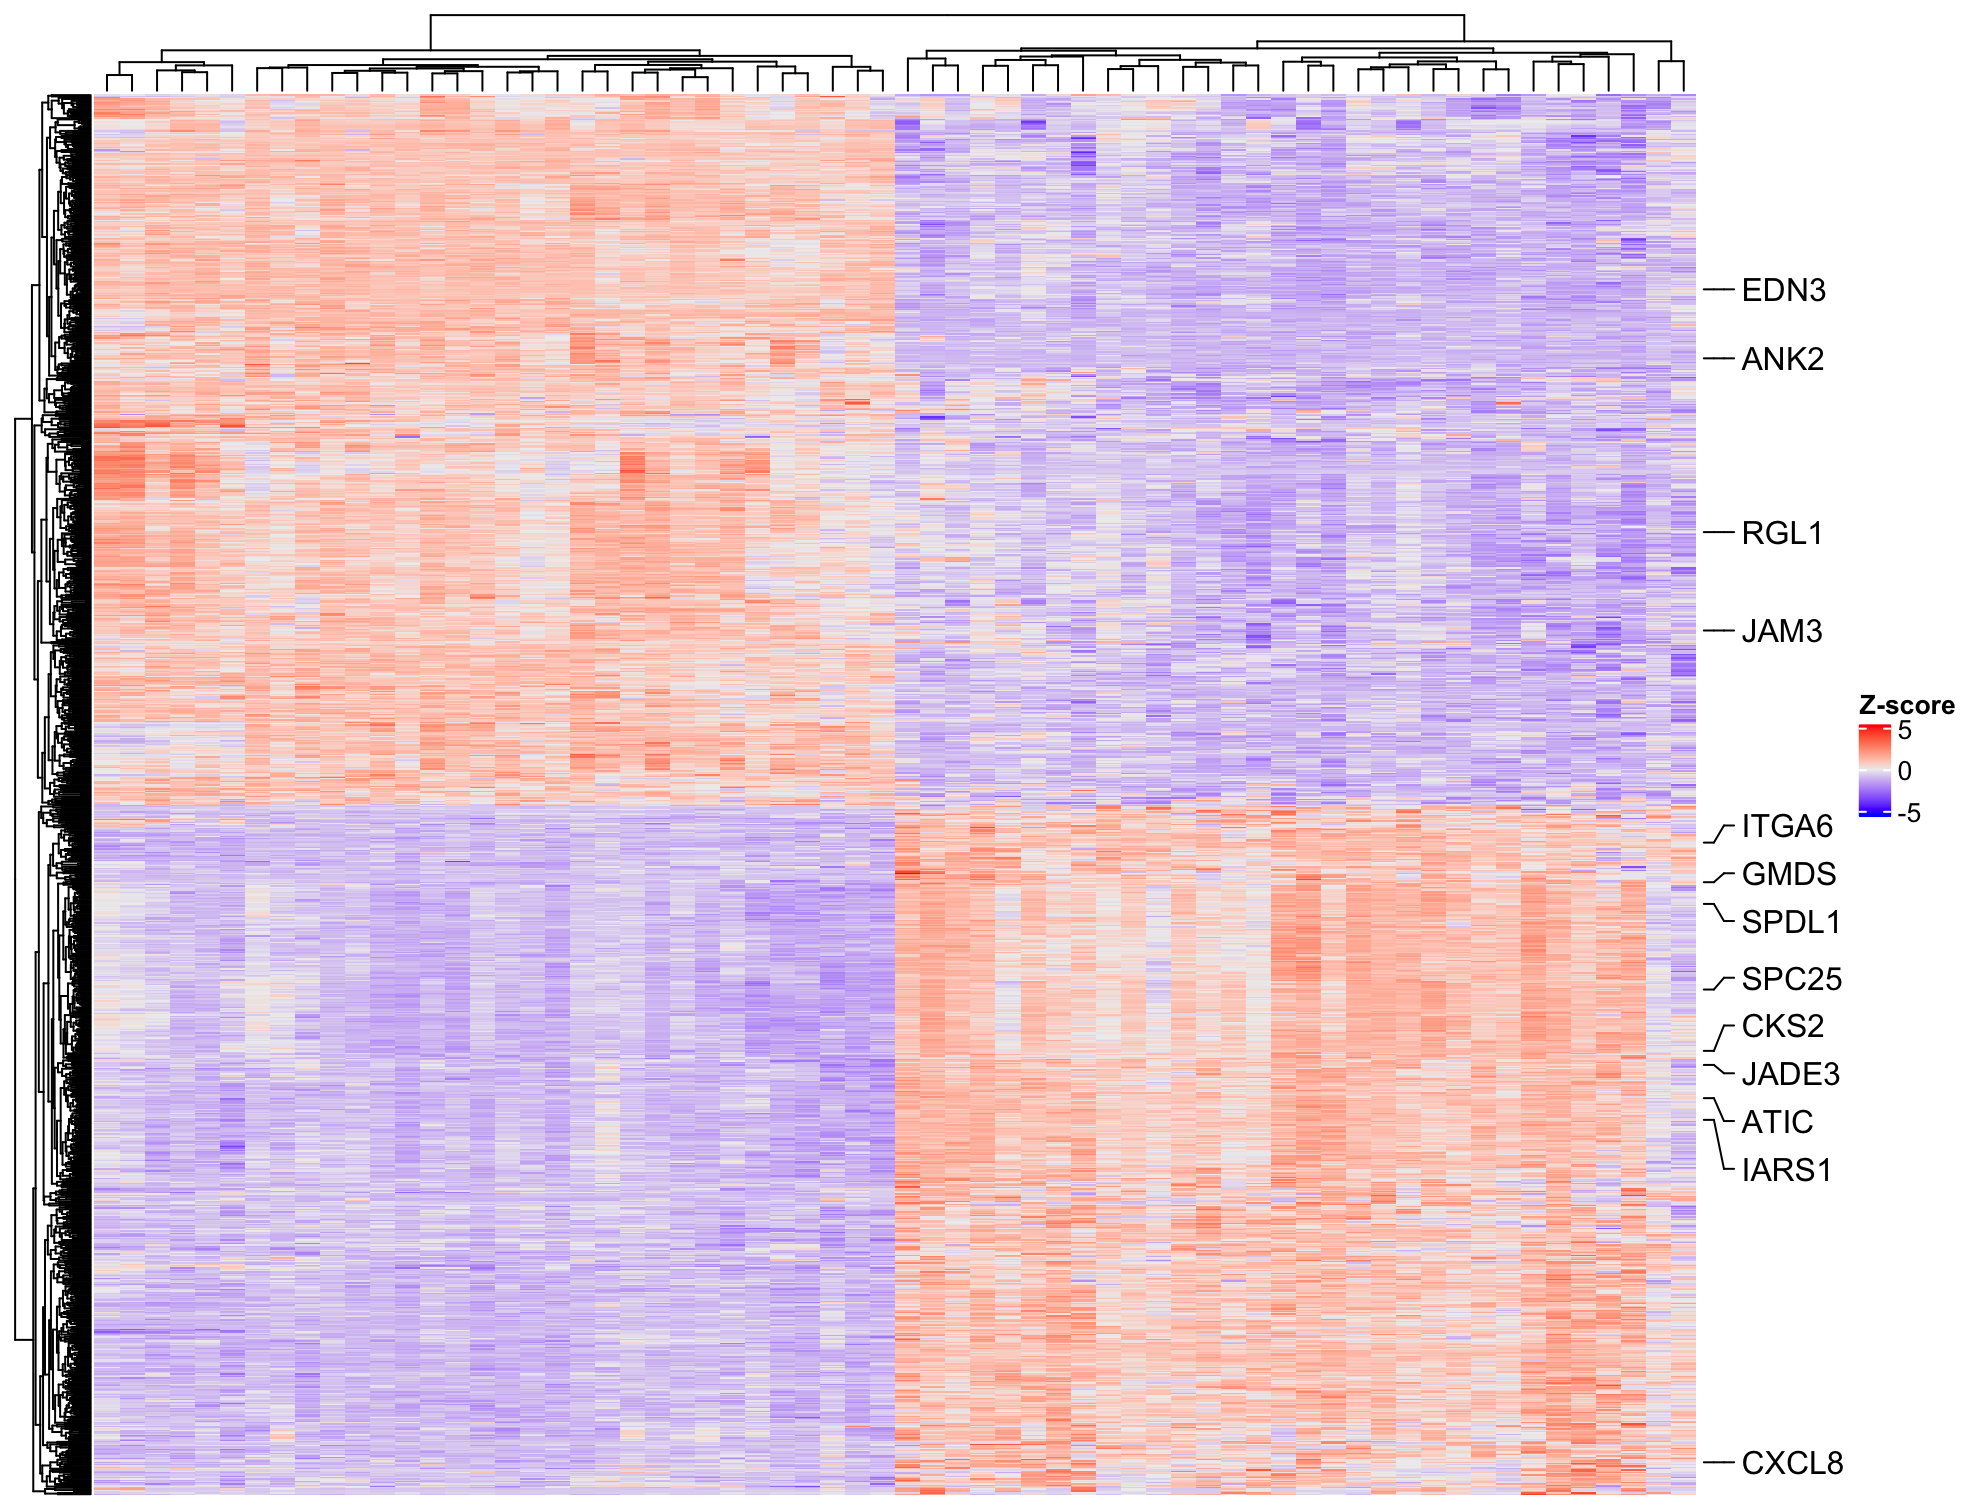 EDN3
ANK2
RGL1
JAM3
Z-score
5
0
-5
ITGA6
GMDS
SPDL1
SPC25
CKS2
JADE3
ATIC
IARS1
CXCL8